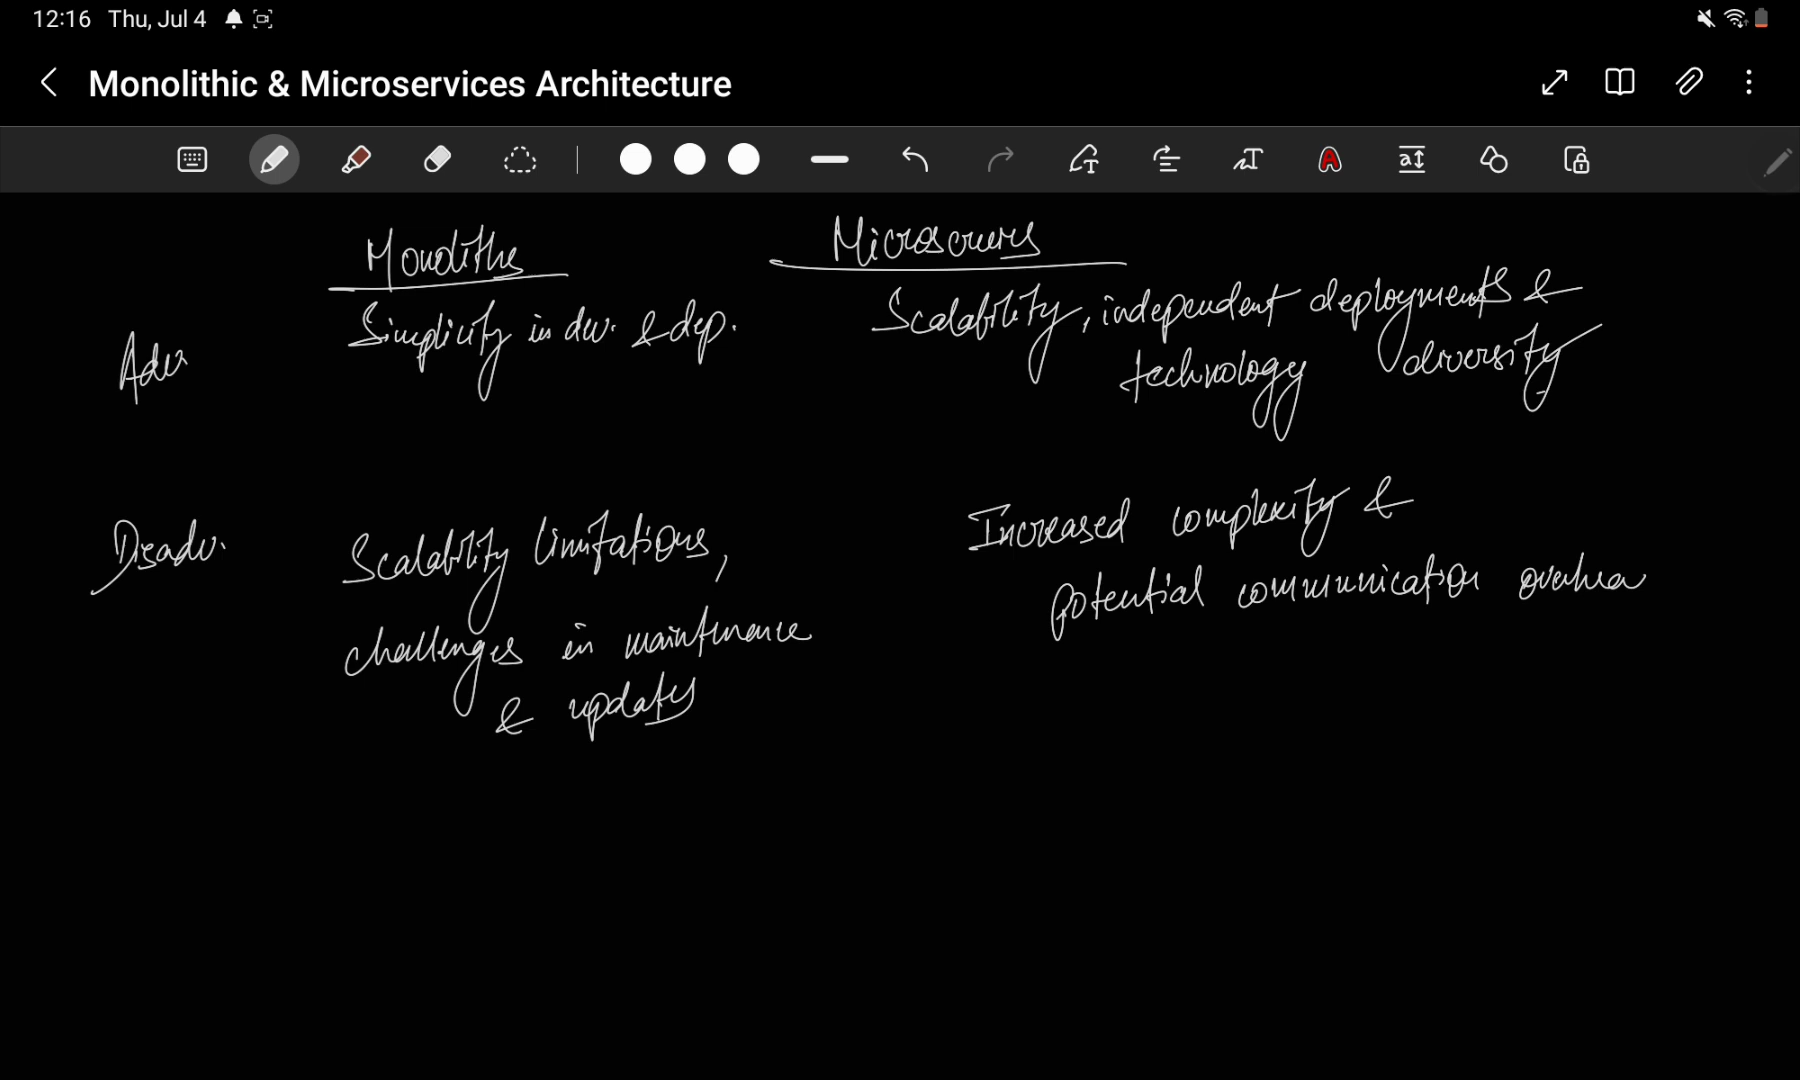 12:16 Thu, Jul 4
Monolithic & Microservices Architecture
Monoliths Microservices
Adv Simplicity in dev. & dep. Scalability, independent deployments &
technology diversity
Disadv. Scalability limitations, Increased complexity &
challenges in maintenance potential communication overhea
& updates